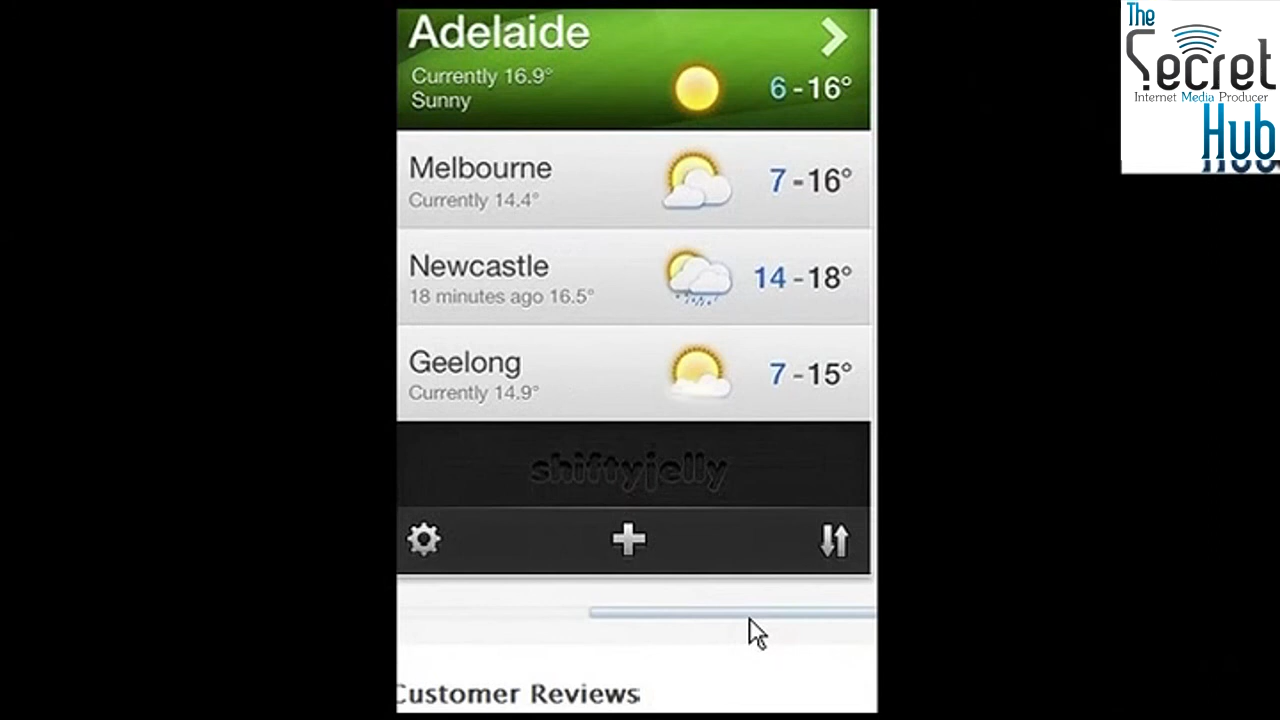 Adelaide
Currently 16.9°
Sunny
6 - 16°
Melbourne
Currently 14.4°
7 - 16°
Newcastle
18 minutes ago 16.5°
14 - 18°
Geelong
Currently 14.9°
7 - 15°
shiftyjelly
Customer Reviews
The
Secret
Internet Media Producer
Hub